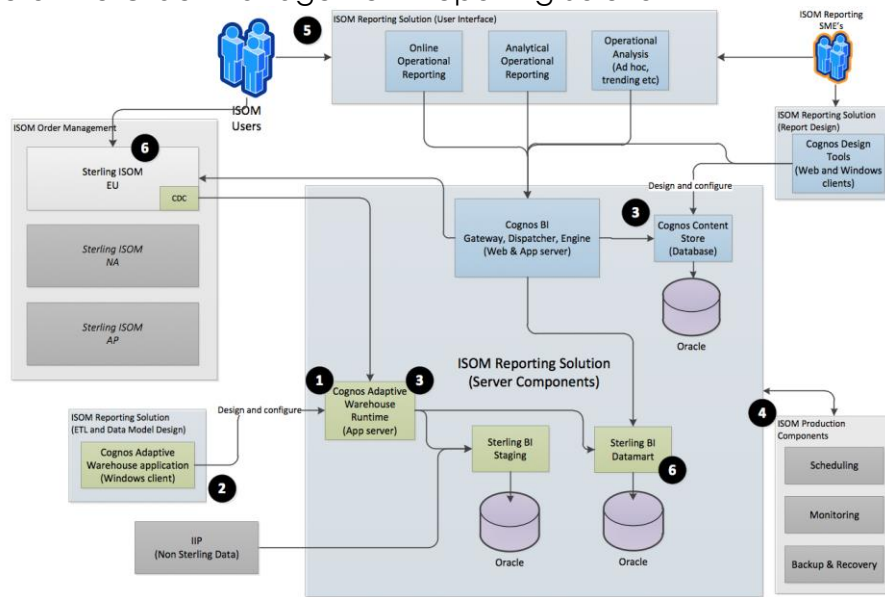 ISOM Reporting Solution (User Interface)
5
Online
Operational
Reporting
Analytical
Operational
Reporting
Operational
Analysis
(Ad hoc,
trending etc)
ISOM Reporting
SME's
ISOM
Users
ISOM Order Management
6
Sterling ISOM
EU
CDC
Sterling ISOM
NA
Sterling ISOM
AP
ISOM Reporting Solution
(Report Design)
Cognos Design
Tools
(Web and Windows
clients)
Design and configure
Cognos BI
Gateway, Dispatcher, Engine
(Web & App server)
3
Cognos Content
Store
(Database)
Oracle
ISOM Reporting Solution
(Server Components)
1
3
Cognos Adaptive
Warehouse
Runtime
(App server)
Design and configure
ISOM Reporting Solution
(ETL and Data Model Design)
Cognos Adaptive
Warehouse application
(Windows client)
2
Sterling BI
Staging
Sterling BI
Datamart
6
Oracle
Oracle
IIP
(Non Sterling Data)
4
ISOM Production
Components
Scheduling
Monitoring
Backup & Recovery